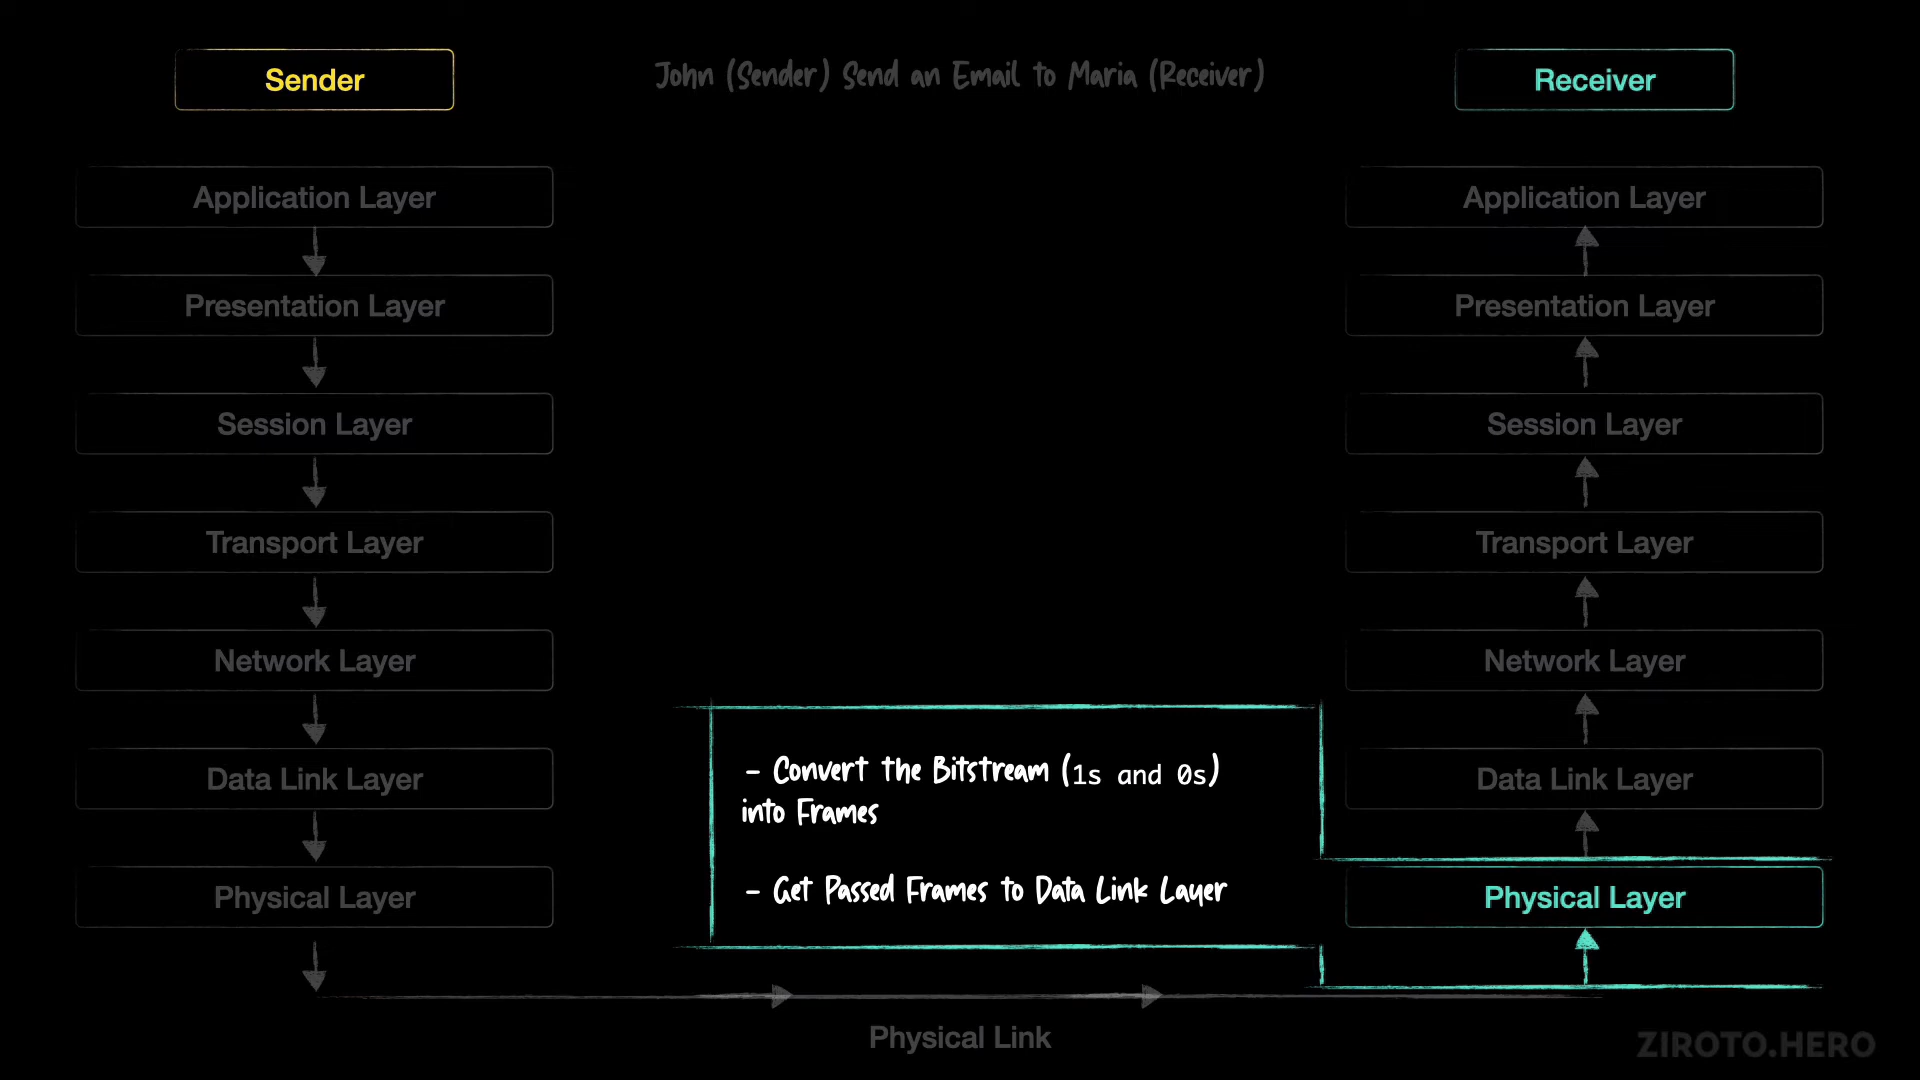 Sender
John (Sender) Send an Email to Maria (Receiver)
Receiver
Application Layer
Presentation Layer
Session Layer
Transport Layer
Network Layer
Data Link Layer
Physical Layer
- Convert the Bitstream (1s and 0s)
into Frames
- Get Passed Frames to Data Link Layer
Application Layer
Presentation Layer
Session Layer
Transport Layer
Network Layer
Data Link Layer
Physical Layer
Physical Link
ZIROTO.HERO